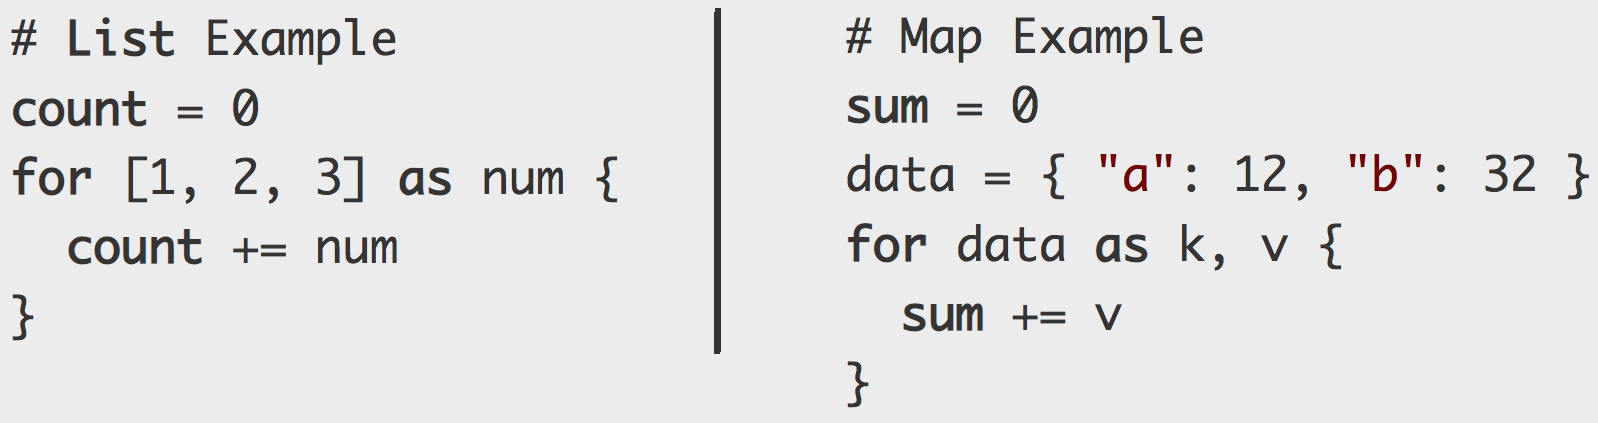 # List Example
count = 0
for [1, 2, 3] as num {
  count += num
}
# Map Example
sum = 0
data = { "a": 12, "b": 32 }
for data as k, v {
  sum += v
}